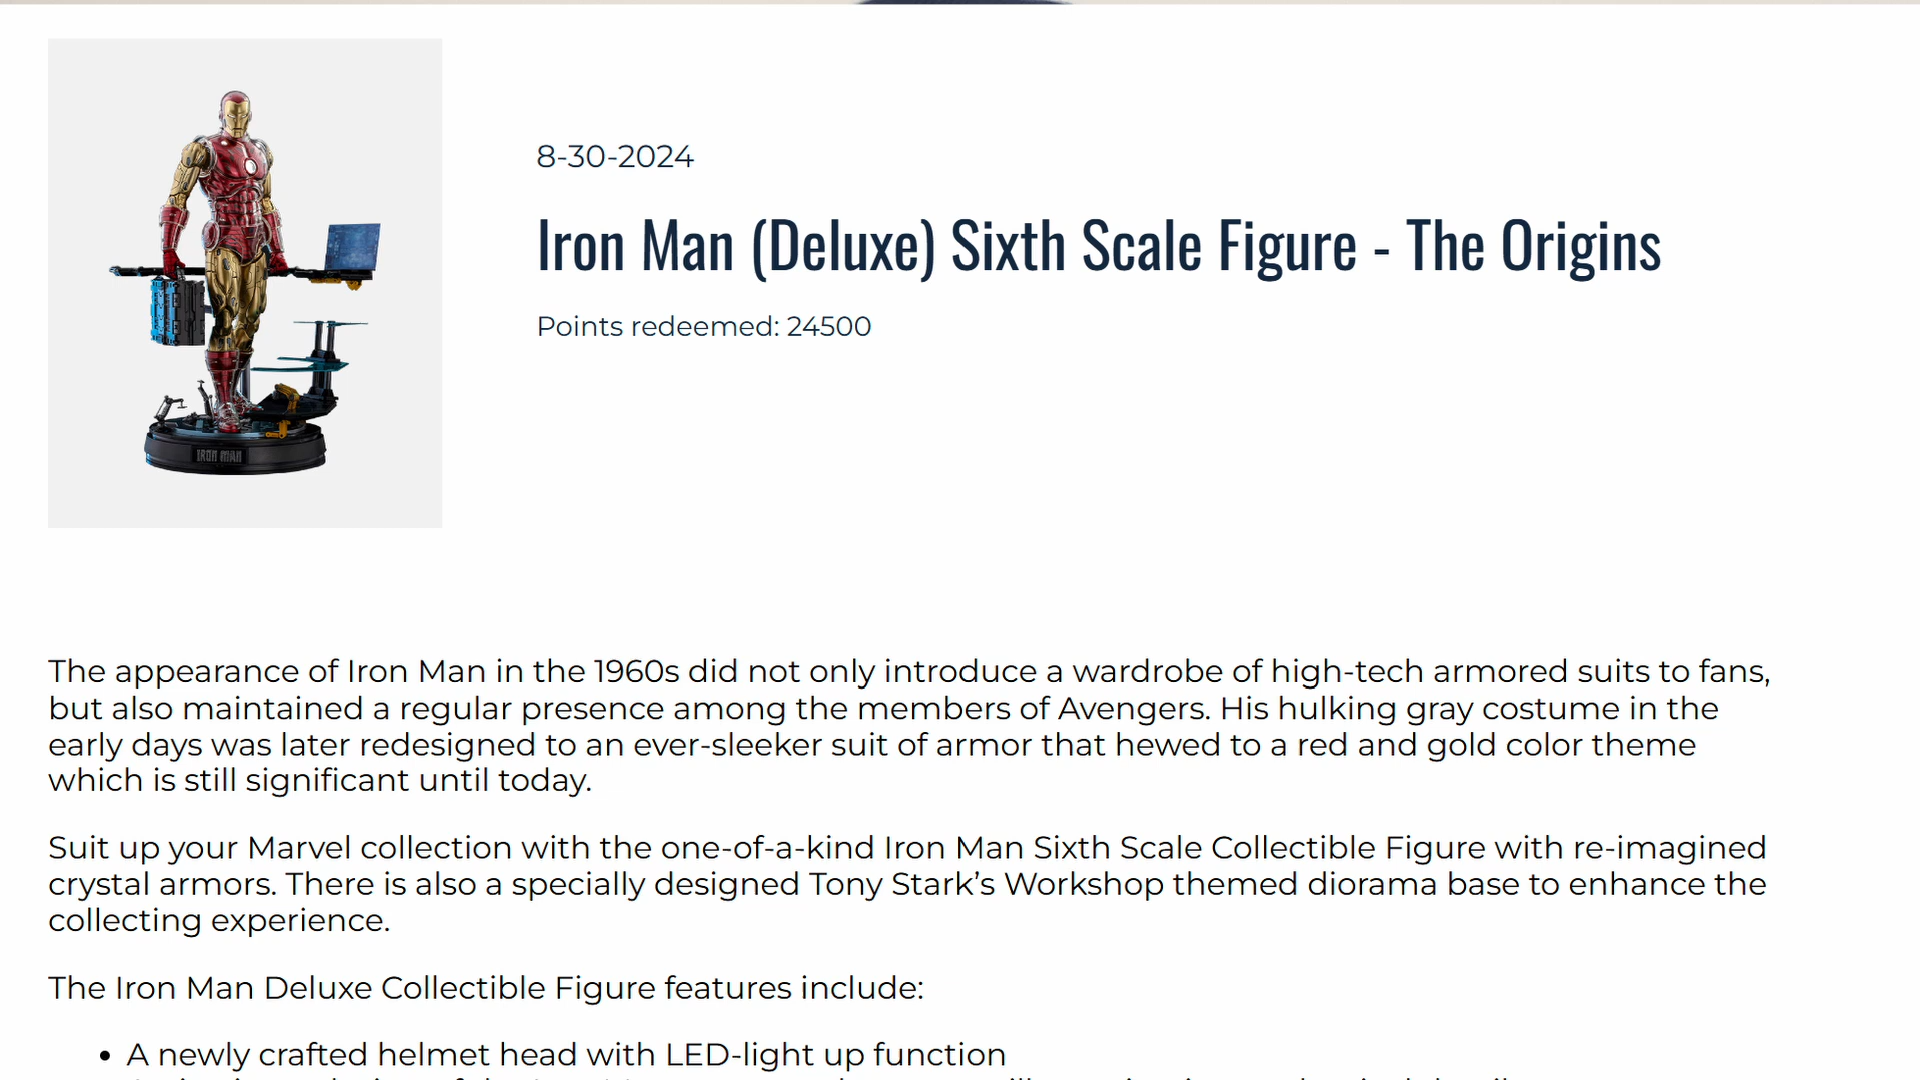 IRON MAN
8-30-2024
Iron Man (Deluxe) Sixth Scale Figure - The Origins
Points redeemed: 24500
The appearance of Iron Man in the 1960s did not only introduce a wardrobe of high-tech armored suits to fans,
but also maintained a regular presence among the members of Avengers. His hulking gray costume in the
early days was later redesigned to an ever-sleeker suit of armor that hewed to a red and gold color theme
which is still significant until today.
Suit up your Marvel collection with the one-of-a-kind Iron Man Sixth Scale Collectible Figure with re-imagined
crystal armors. There is also a specially designed Tony Stark’s Workshop themed diorama base to enhance the
collecting experience.
The Iron Man Deluxe Collectible Figure features include:
• A newly crafted helmet head with LED-light up function